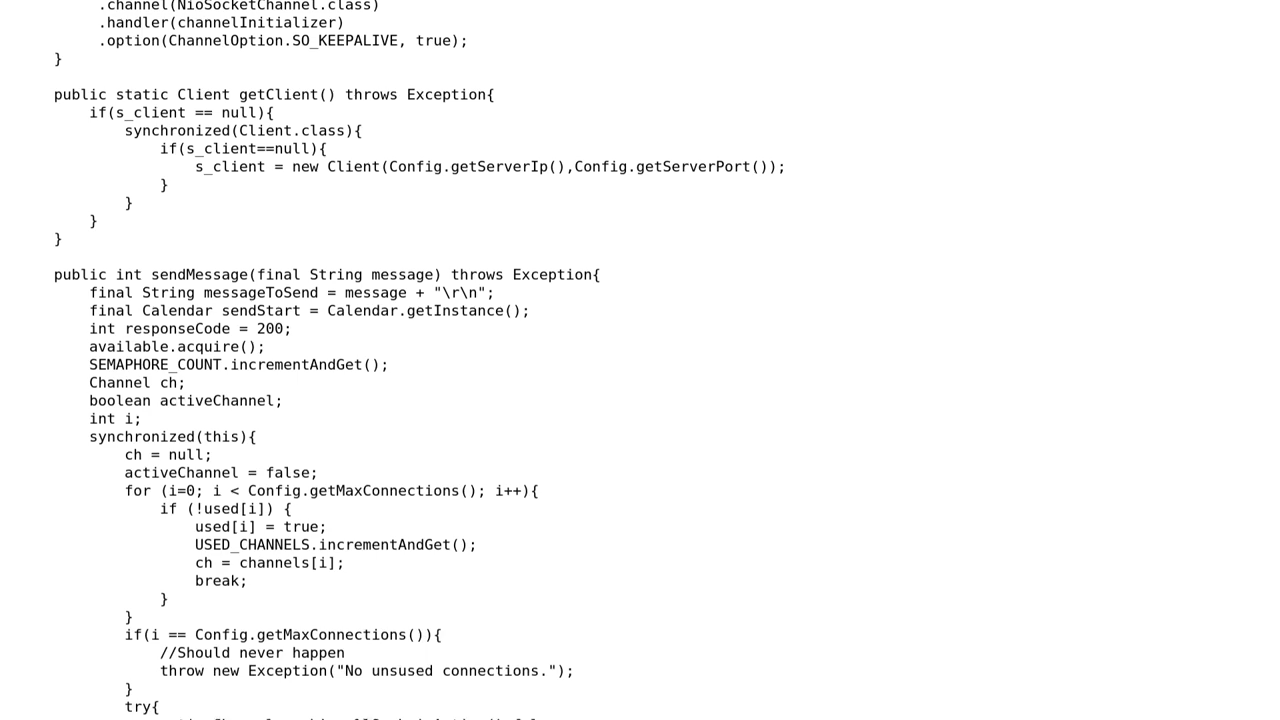 .channel(NioSocketChannel.class)
.handler(channelInitializer)
.option(ChannelOption.SO_KEEPALIVE, true);
}
public static Client getClient() throws Exception{
if(s_client == null){
synchronized(Client.class){
if(s_client==null){
s_client = new Client(Config.getServerIp(),Config.getServerPort());
}
}
}
}
public int sendMessage(final String message) throws Exception{
final String messageToSend = message + "\r\n";
final Calendar sendStart = Calendar.getInstance();
int responseCode = 200;
available.acquire();
SEMAPHORE_COUNT.incrementAndGet();
Channel ch;
boolean activeChannel;
int i;
synchronized(this){
ch = null;
activeChannel = false;
for (i=0; i < Config.getMaxConnections(); i++){
if (!used[i]) {
used[i] = true;
USED_CHANNELS.incrementAndGet();
ch = channels[i];
break;
}
}
if(i == Config.getMaxConnections()){
//Should never happen
throw new Exception("No unsused connections.");
}
try{